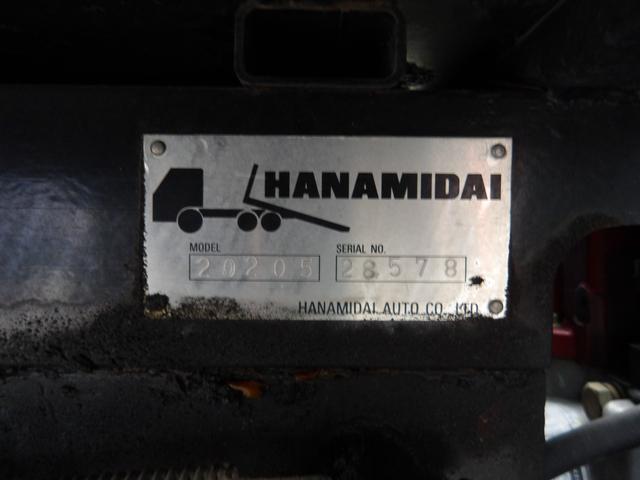 HANAMIDAI
MODEL
20205
SERIAL NO.
28578
HANAMIDAI AUTO CO., LTD.